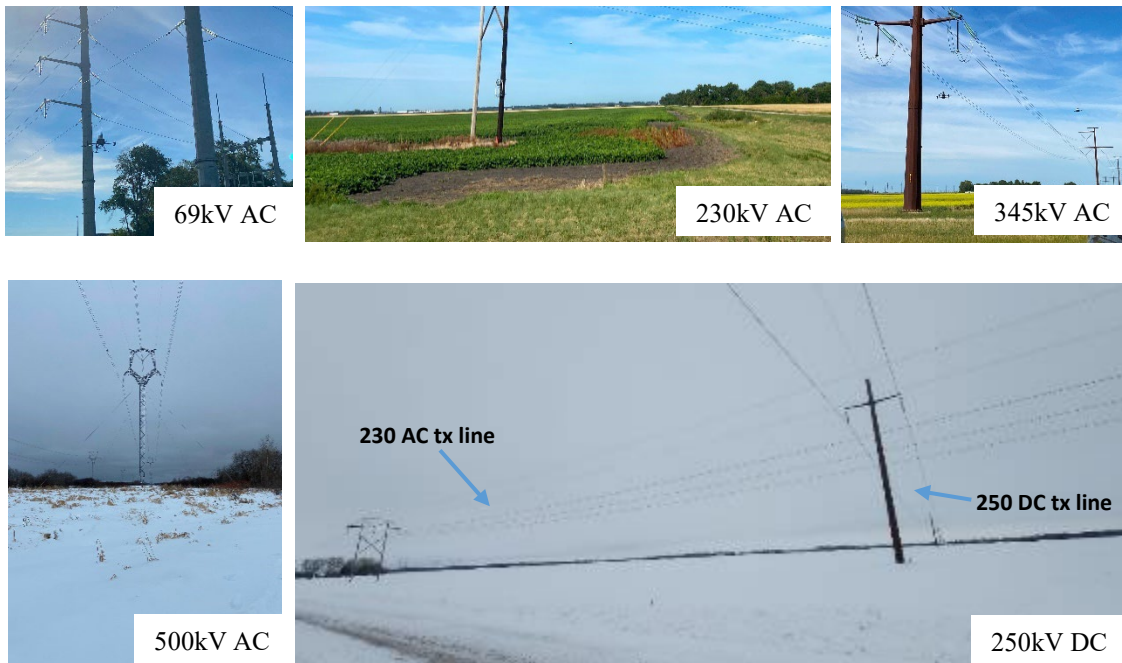 69kV AC
230kV AC
345kV AC
230 AC tx line
250 DC tx line
500kV AC
250kV DC